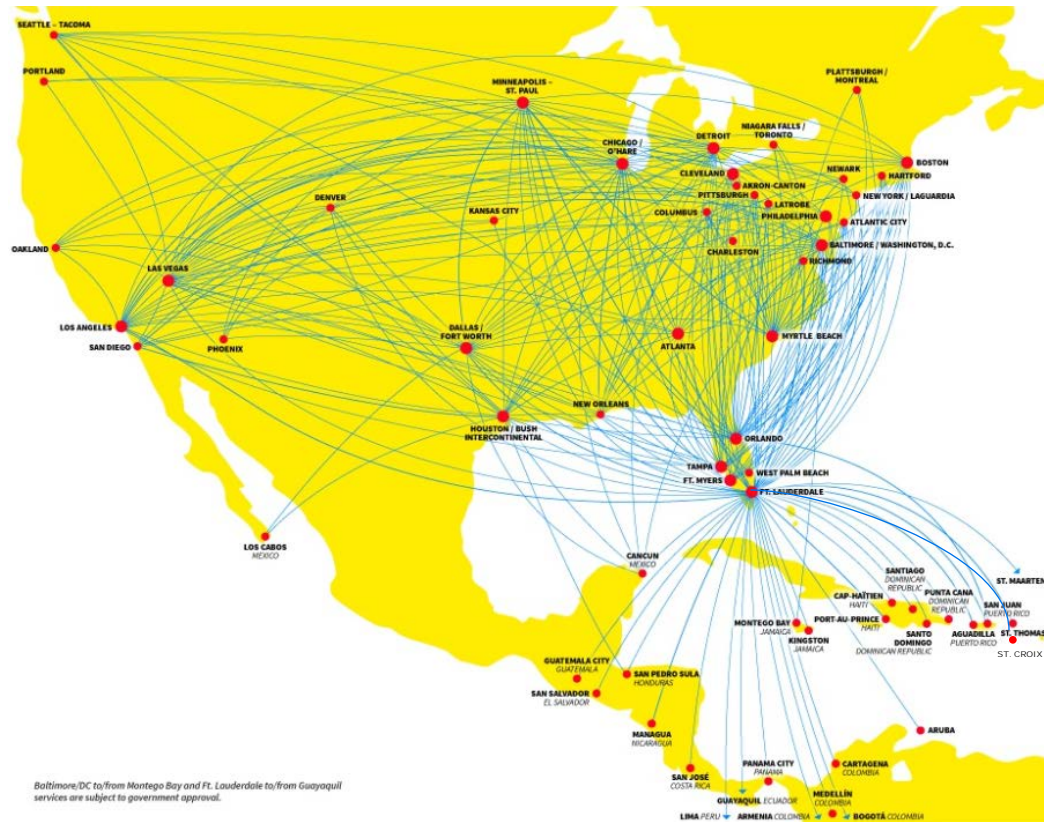 SEATTLE – TACOMA
PORTLAND
MINNEAPOLIS –
ST. PAUL
PLATTSBURGH /
MONTREAL
NIAGARA FALLS /
TORONTO
DETROIT
CHICAGO /
O'HARE
BOSTON
CLEVELAND
NEWARK
HARTFORD
AKRON-CANTON
PITTSBURGH
NEW YORK / LAGUARDIA
LATROBE
DENVER
KANSAS CITY
COLUMBUS
PHILADELPHIA
ATLANTIC CITY
OAKLAND
CHARLESTON
BALTIMORE / WASHINGTON, D.C.
RICHMOND
LAS VEGAS
LOS ANGELES
SAN DIEGO
PHOENIX
DALLAS /
FORT WORTH
ATLANTA
MYRTLE BEACH
NEW ORLEANS
HOUSTON / BUSH
INTERCONTINENTAL
ORLANDO
TAMPA
WEST PALM BEACH
FT. MYERS
FT. LAUDERDALE
LOS CABOS
MEXICO
CANCUN
MEXICO
SANTIAGO
DOMINICAN
REPUBLIC
ST. MAARTEN
CAP-HAÏTIEN
HAITI
PUNTA CANA
DOMINICAN
REPUBLIC
SAN JUAN
PUERTO RICO
MONTEGO BAY
JAMAICA
PORT-AU-PRINCE
HAITI
KINGSTON
JAMAICA
SANTO
DOMINGO
DOMINICAN REPUBLIC
AGUADILLA
PUERTO RICO
ST. THOMAS
ST. CROIX
GUATEMALA CITY
GUATEMALA
SAN PEDRO SULA
HONDURAS
SAN SALVADOR
EL SALVADOR
MANAGUA
NICARAGUA
ARUBA
SAN JOSÉ
COSTA RICA
PANAMA CITY
PANAMA
CARTAGENA
COLOMBIA
Baltimore/DC to/from Montego Bay and Ft. Lauderdale to/from Guayaquil
services are subject to government approval.
GUAYAQUIL ECUADOR
MEDELLÍN
COLOMBIA
LIMA PERU
ARMENIA COLOMBIA
BOGOTÁ COLOMBIA